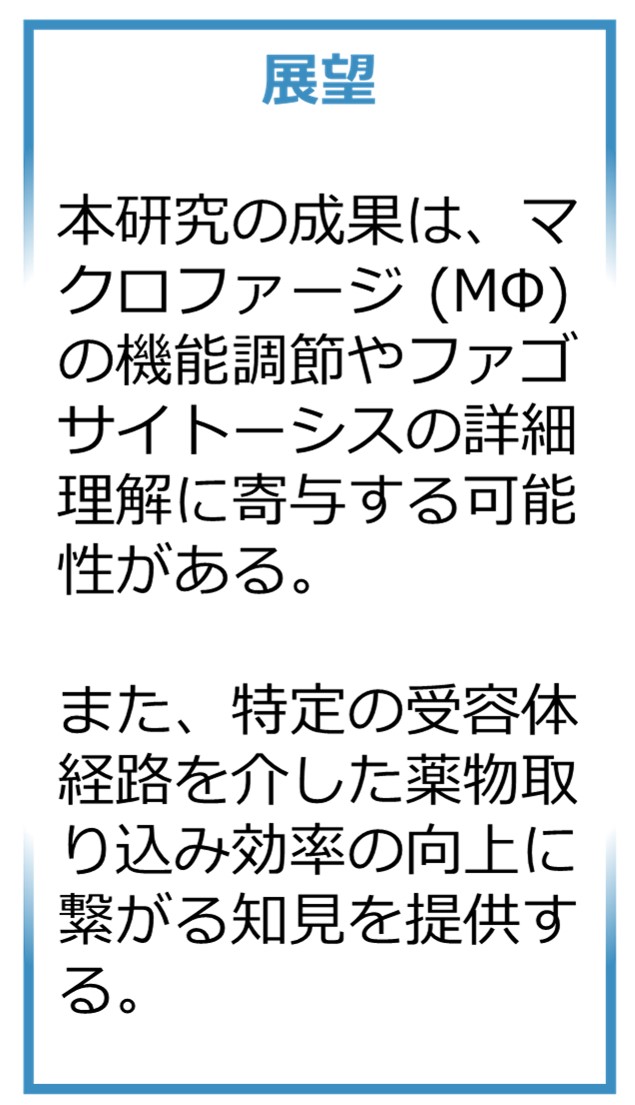 展望
本研究の成果は、マ
クロファージ (MΦ)
の機能調節やファゴ
サイトーシスの詳細
理解に寄与する可能
性がある。
また、特定の受容体
経路を介した薬物取
り込み効率の向上に
繋がる知見を提供す
る。